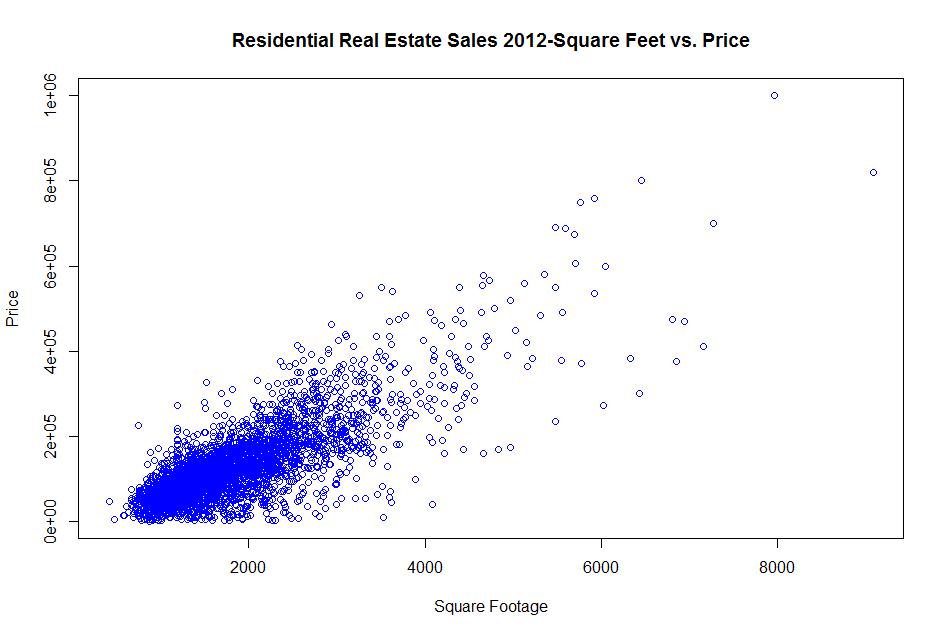 Residential Real Estate Sales 2012-Square Feet vs. Price
1e+06
8e+05
6e+05
4e+05
2e+05
0e+00
Price
2000 4000 6000 8000
Square Footage